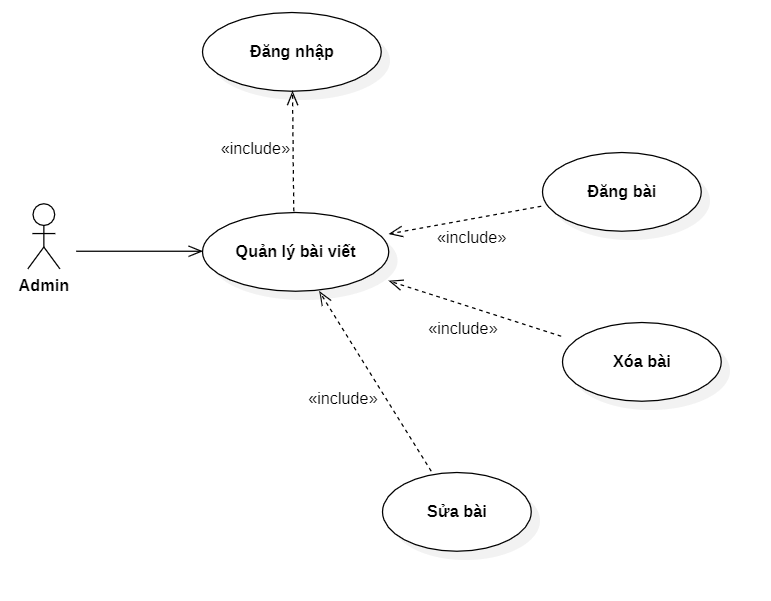 Đăng nhập
«include»
Đăng bài
«include»
Quản lý bài viết
Admin
«include»
Xóa bài
«include»
Sửa bài